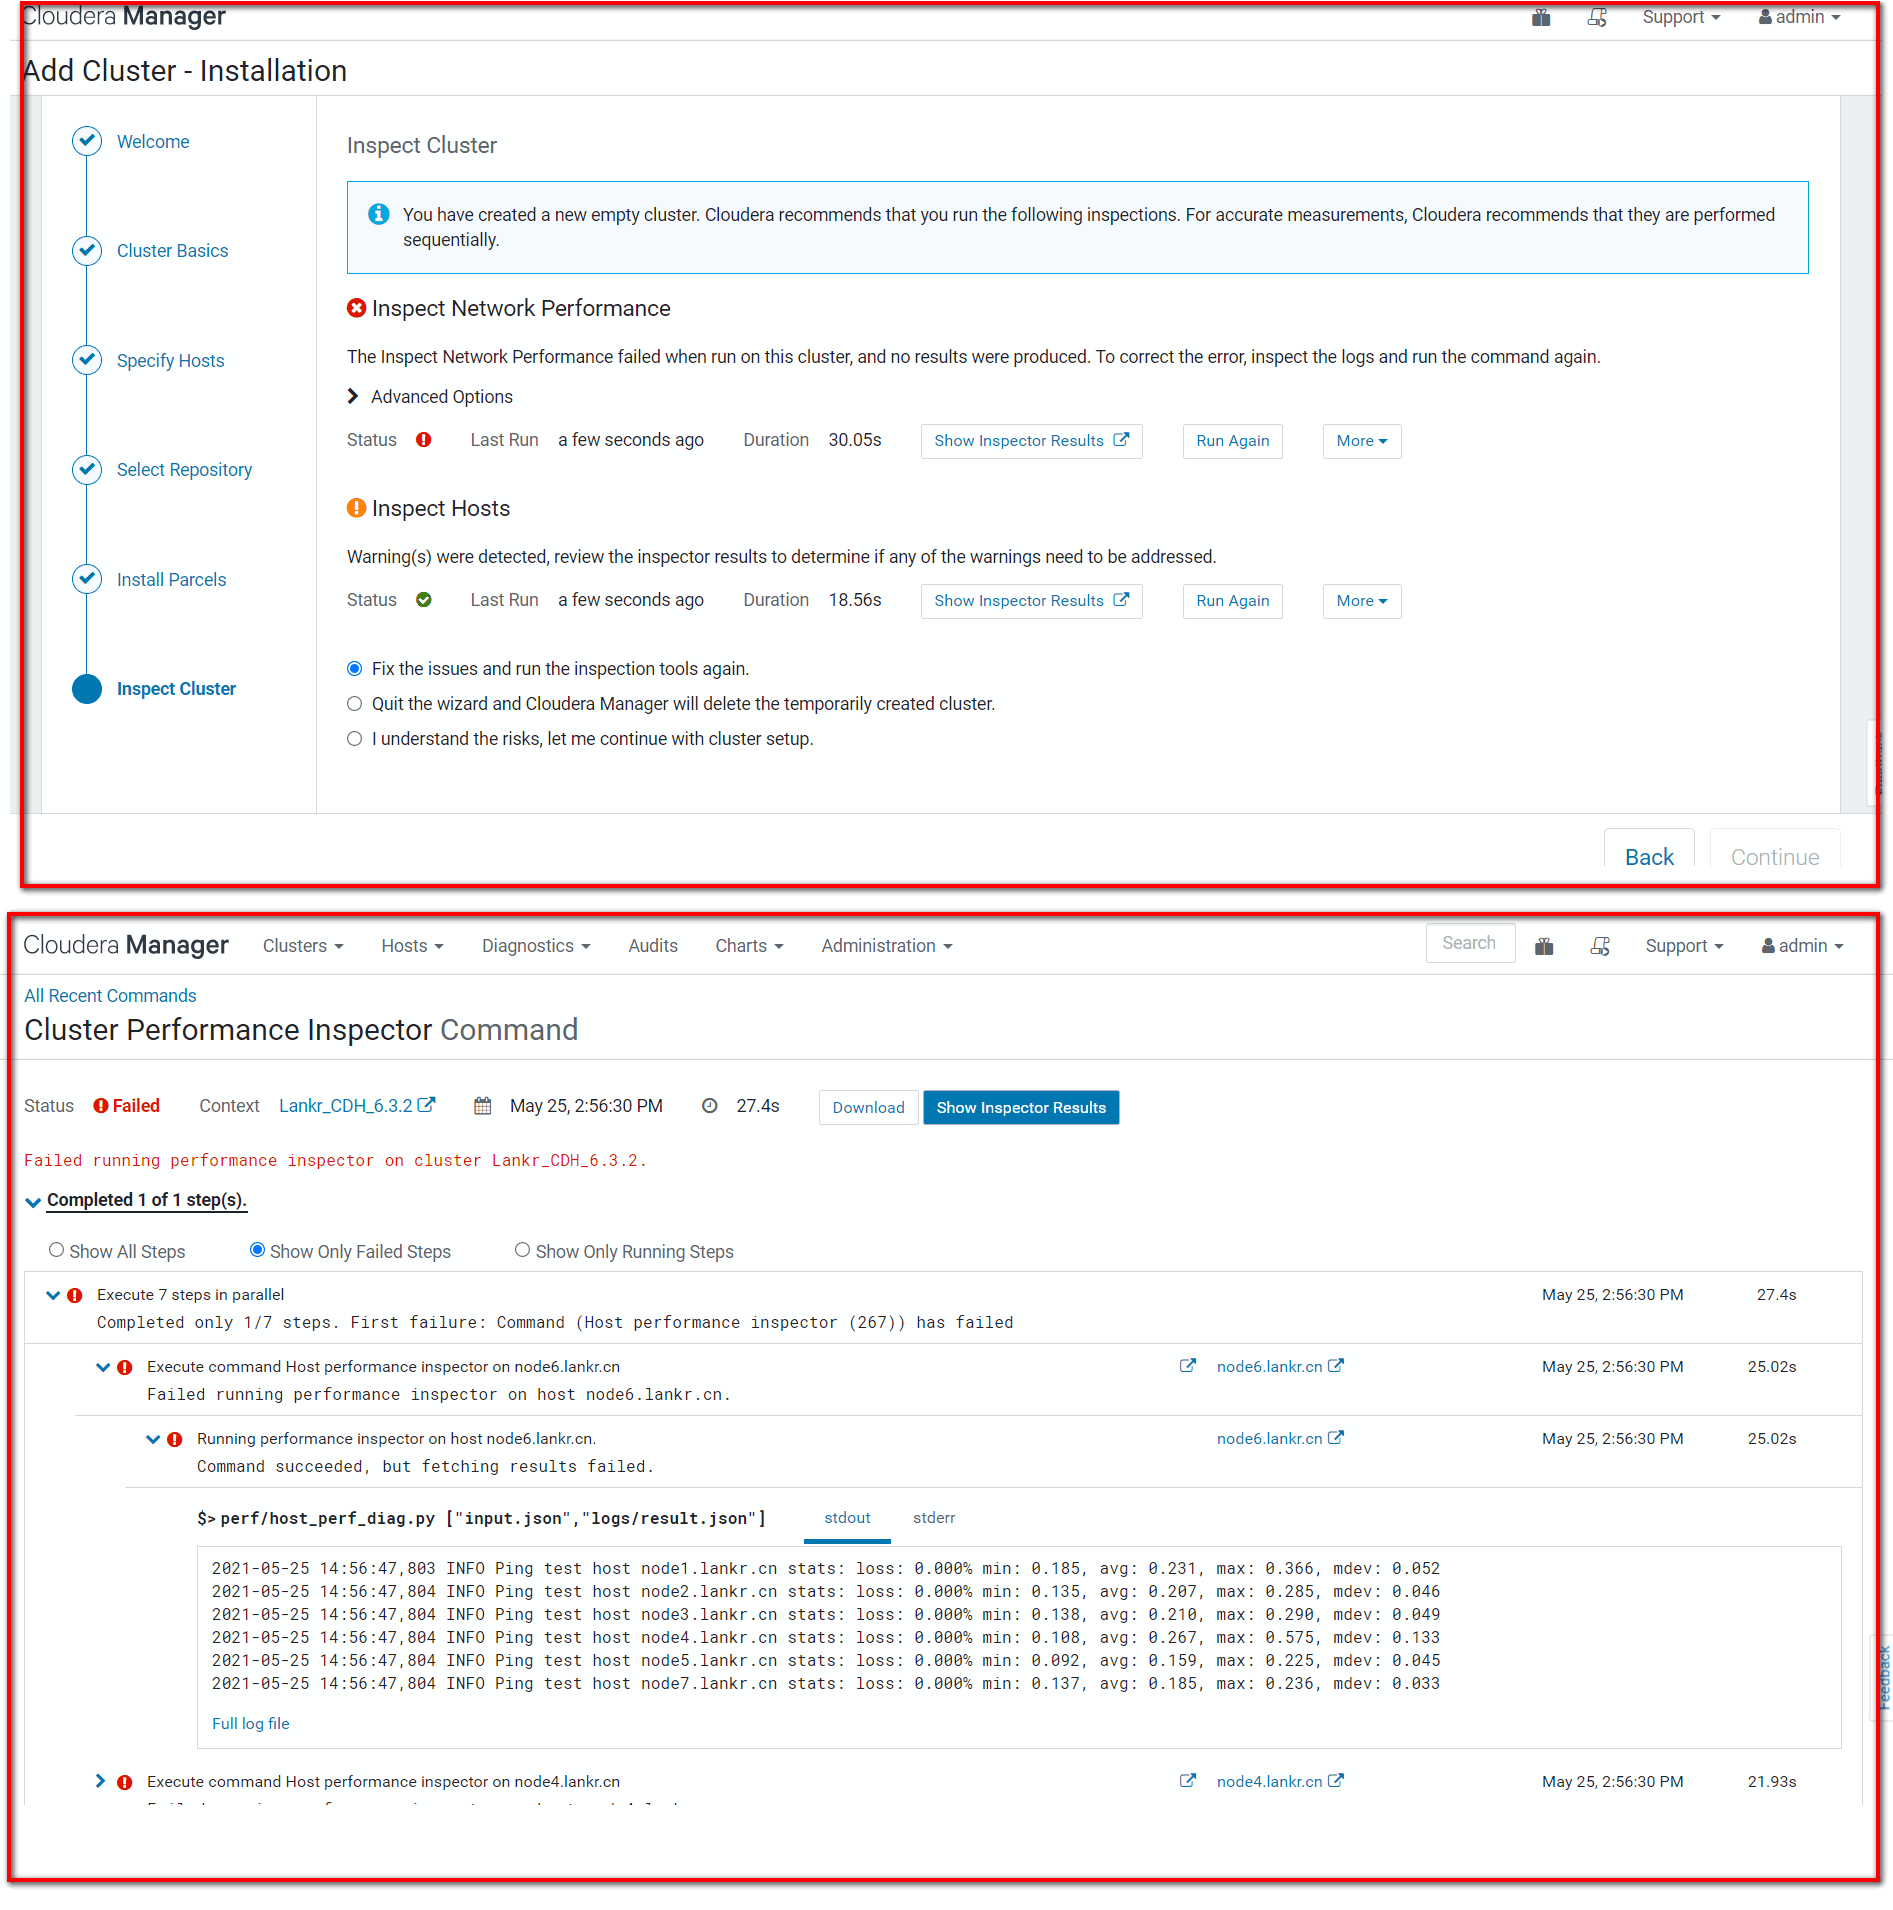 Cloudera Manager
Support
admin
Add Cluster - Installation
Welcome
Cluster Basics
Specify Hosts
Select Repository
Install Parcels
Inspect Cluster
Inspect Cluster
You have created a new empty cluster. Cloudera recommends that you run the following inspections. For accurate measurements, Cloudera recommends that they are performed
sequentially.
Inspect Network Performance
The Inspect Network Performance failed when run on this cluster, and no results were produced. To correct the error, inspect the logs and run the command again.
Advanced Options
Status Last Run a few seconds ago Duration 30.05s Show Inspector Results Run Again More
Inspect Hosts
Warning(s) were detected, review the inspector results to determine if any of the warnings need to be addressed.
Status Last Run a few seconds ago Duration 18.56s Show Inspector Results Run Again More
Fix the issues and run the inspection tools again.
Quit the wizard and Cloudera Manager will delete the temporarily created cluster.
I understand the risks, let me continue with cluster setup.
Back Continue
Cloudera Manager Clusters Hosts Diagnostics Audits Charts Administration Search Support admin
All Recent Commands
Cluster Performance Inspector Command
Status Failed Context Lankr_CDH_6.3.2 May 25, 2:56:30 PM 27.4s Download Show Inspector Results
Failed running performance inspector on cluster Lankr_CDH_6.3.2.
Completed 1 of 1 step(s).
Show All Steps Show Only Failed Steps Show Only Running Steps
Execute 7 steps in parallel May 25, 2:56:30 PM 27.4s
Completed only 1/7 steps. First failure: Command (Host performance inspector (267)) has failed
Execute command Host performance inspector on node6.lankr.cn node6.lankr.cn May 25, 2:56:30 PM 25.02s
Failed running performance inspector on host node6.lankr.cn.
Running performance inspector on host node6.lankr.cn. node6.lankr.cn May 25, 2:56:30 PM 25.02s
Command succeeded, but fetching results failed.
$> perf/host_perf_diag.py ["input.json","logs/result.json"] stdout stderr
2021-05-25 14:56:47,803 INFO Ping test host node1.lankr.cn stats: loss: 0.000% min: 0.185, avg: 0.231, max: 0.366, mdev: 0.052
2021-05-25 14:56:47,804 INFO Ping test host node2.lankr.cn stats: loss: 0.000% min: 0.135, avg: 0.207, max: 0.285, mdev: 0.046
2021-05-25 14:56:47,804 INFO Ping test host node3.lankr.cn stats: loss: 0.000% min: 0.138, avg: 0.210, max: 0.290, mdev: 0.049
2021-05-25 14:56:47,804 INFO Ping test host node4.lankr.cn stats: loss: 0.000% min: 0.108, avg: 0.267, max: 0.575, mdev: 0.133
2021-05-25 14:56:47,804 INFO Ping test host node5.lankr.cn stats: loss: 0.000% min: 0.092, avg: 0.159, max: 0.225, mdev: 0.045
2021-05-25 14:56:47,804 INFO Ping test host node7.lankr.cn stats: loss: 0.000% min: 0.137, avg: 0.185, max: 0.236, mdev: 0.033
Full log file
Feedback
Execute command Host performance inspector on node4.lankr.cn node4.lankr.cn May 25, 2:56:30 PM 21.93s